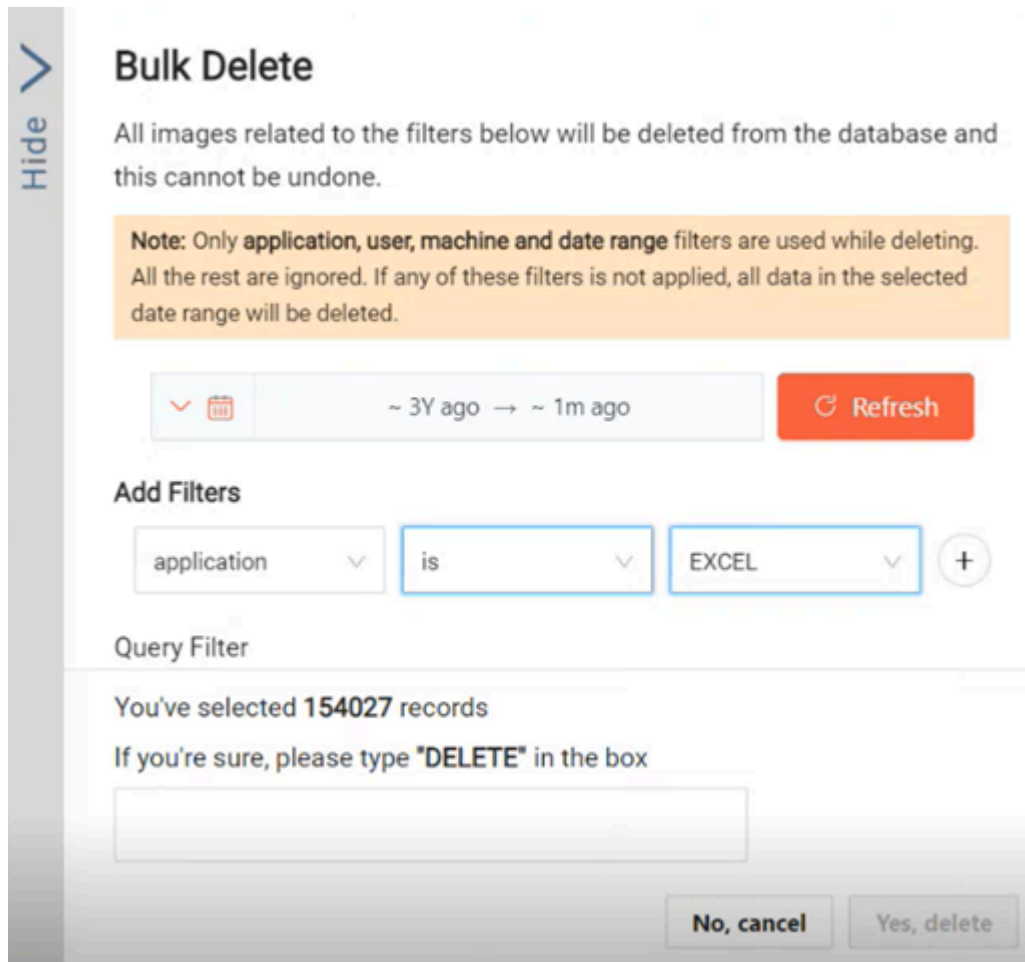 Hide
Bulk Delete
All images related to the filters below will be deleted from the database and
this cannot be undone.
Note: Only application, user, machine and date range filters are used while deleting.
All the rest are ignored. If any of these filters is not applied, all data in the selected
date range will be deleted.
~ 3Y ago → ~ 1m ago Refresh
Add Filters
application is EXCEL +
Query Filter
You've selected 154027 records
If you're sure, please type "DELETE" in the box
No, cancel Yes, delete